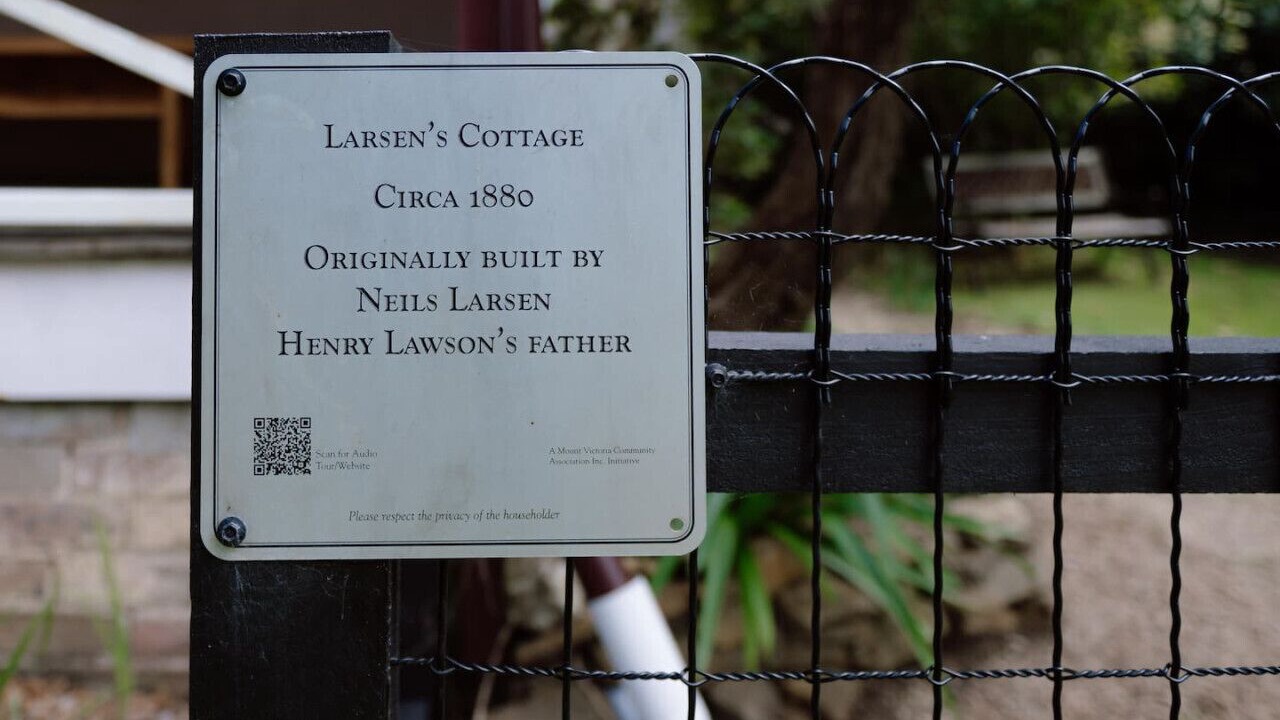 Larsen's Cottage
Circa 1880
Originally built by
Neils Larsen
Henry Lawson's father
Scan for Audio
Tour/Website
A Mount Victoria Community
Association Inc. Initiative
Please respect the privacy of the householder